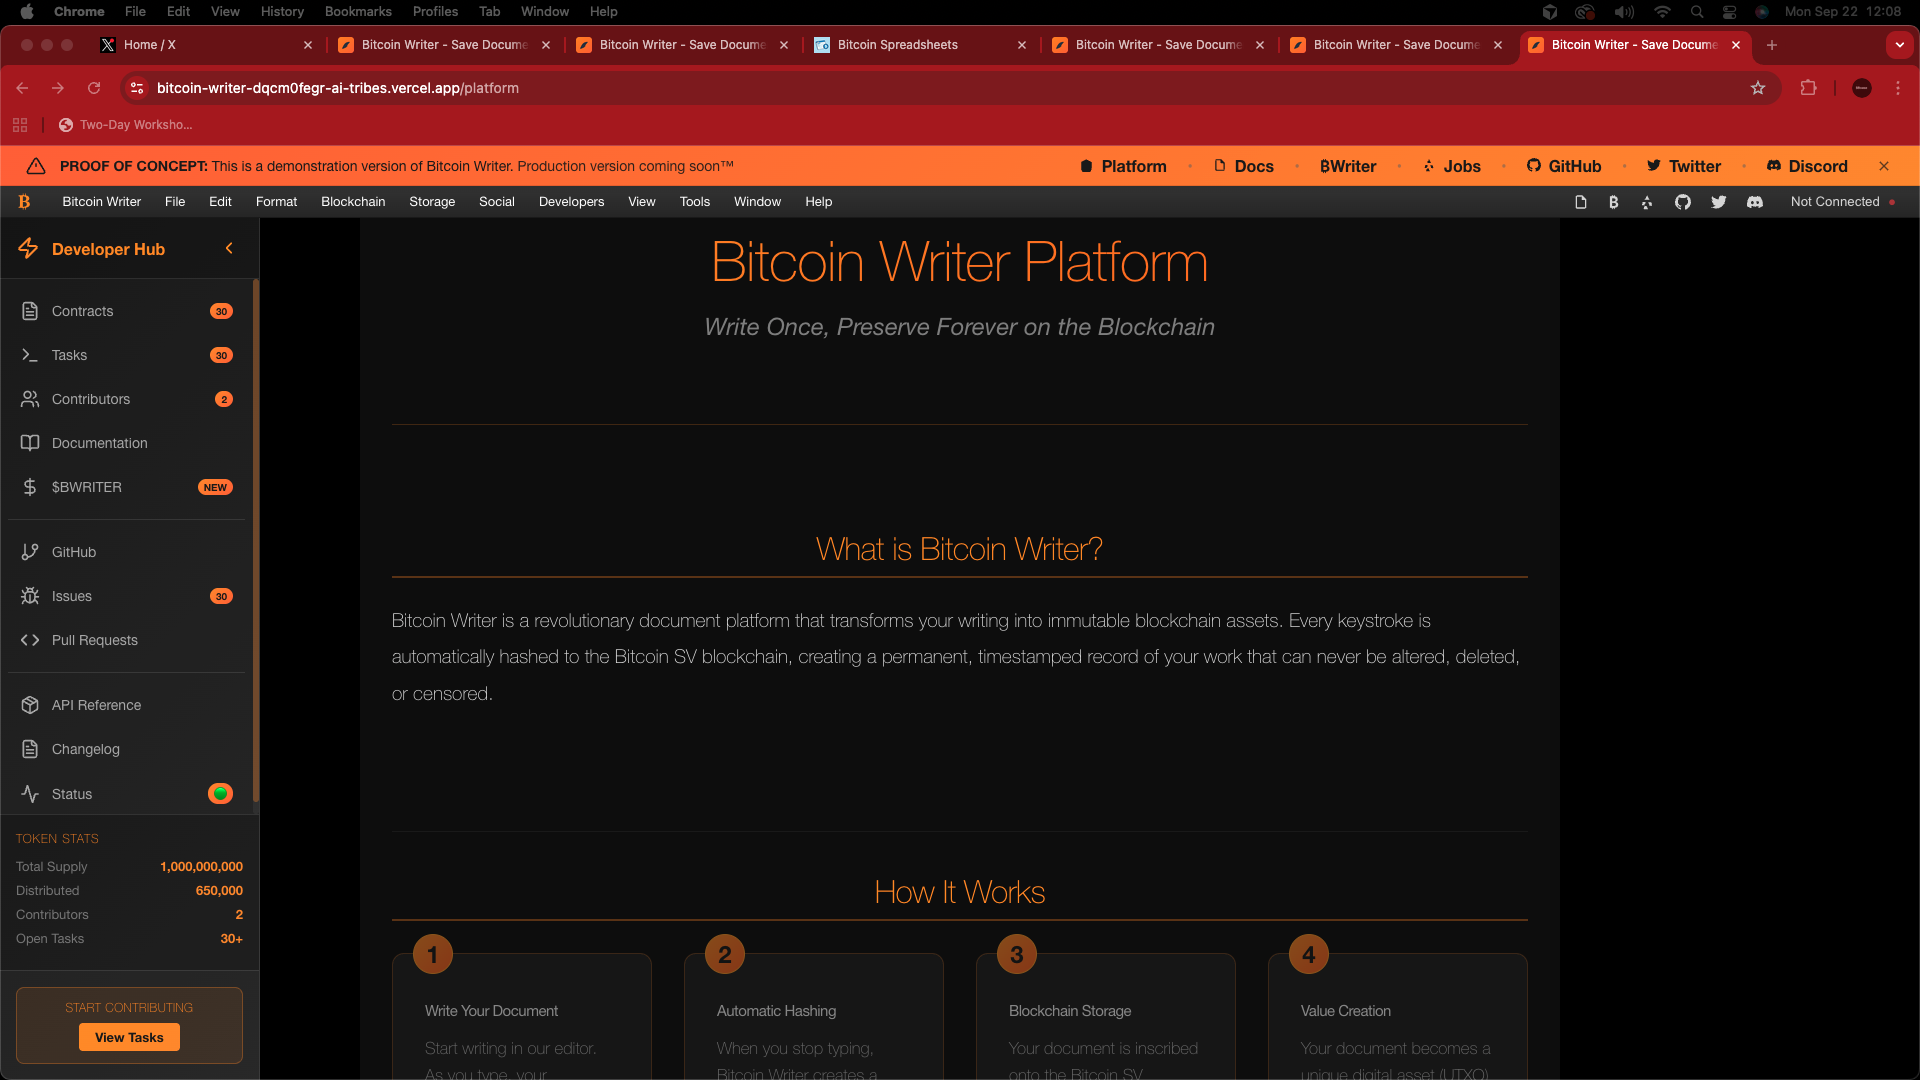 Chrome File Edit View History Bookmarks Profiles Tab Window Help Mon Sep 22 12:08
Home / X
Bitcoin Writer - Save Docume
Bitcoin Writer - Save Docume
Bitcoin Spreadsheets
Bitcoin Writer - Save Docume
Bitcoin Writer - Save Docume
Bitcoin Writer - Save Docume
bitcoin-writer-dqcm0fegr-ai-tribes.vercel.app/platform
Two-Day Worksho...
PROOF OF CONCEPT: This is a demonstration version of Bitcoin Writer. Production version coming soon™
Platform • Docs • ₿Writer • Jobs • GitHub • Twitter • Discord
Bitcoin Writer File Edit Format Blockchain Storage Social Developers View Tools Window Help Not Connected
Developer Hub
Contracts 30
Tasks 30
Contributors 2
Documentation
$BWRITER NEW
GitHub
Issues 30
Pull Requests
API Reference
Changelog
Status
TOKEN STATS
Total Supply 1,000,000,000
Distributed 650,000
Contributors 2
Open Tasks 30+
START CONTRIBUTING
View Tasks
Bitcoin Writer Platform
Write Once, Preserve Forever on the Blockchain
What is Bitcoin Writer?
Bitcoin Writer is a revolutionary document platform that transforms your writing into immutable blockchain assets. Every keystroke is
automatically hashed to the Bitcoin SV blockchain, creating a permanent, timestamped record of your work that can never be altered, deleted,
or censored.
How It Works
1
Write Your Document
Start writing in our editor.
As you type, your
2
Automatic Hashing
When you stop typing,
Bitcoin Writer creates a
3
Blockchain Storage
Your document is inscribed
onto the Bitcoin SV
4
Value Creation
Your document becomes a
unique digital asset (UTXO)